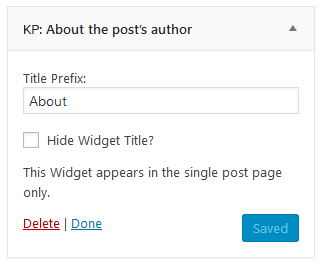 KP: About the post's author
Title Prefix:
About
Hide Widget Title?
This Widget appears in the single post page
only.
Delete | Done
Saved